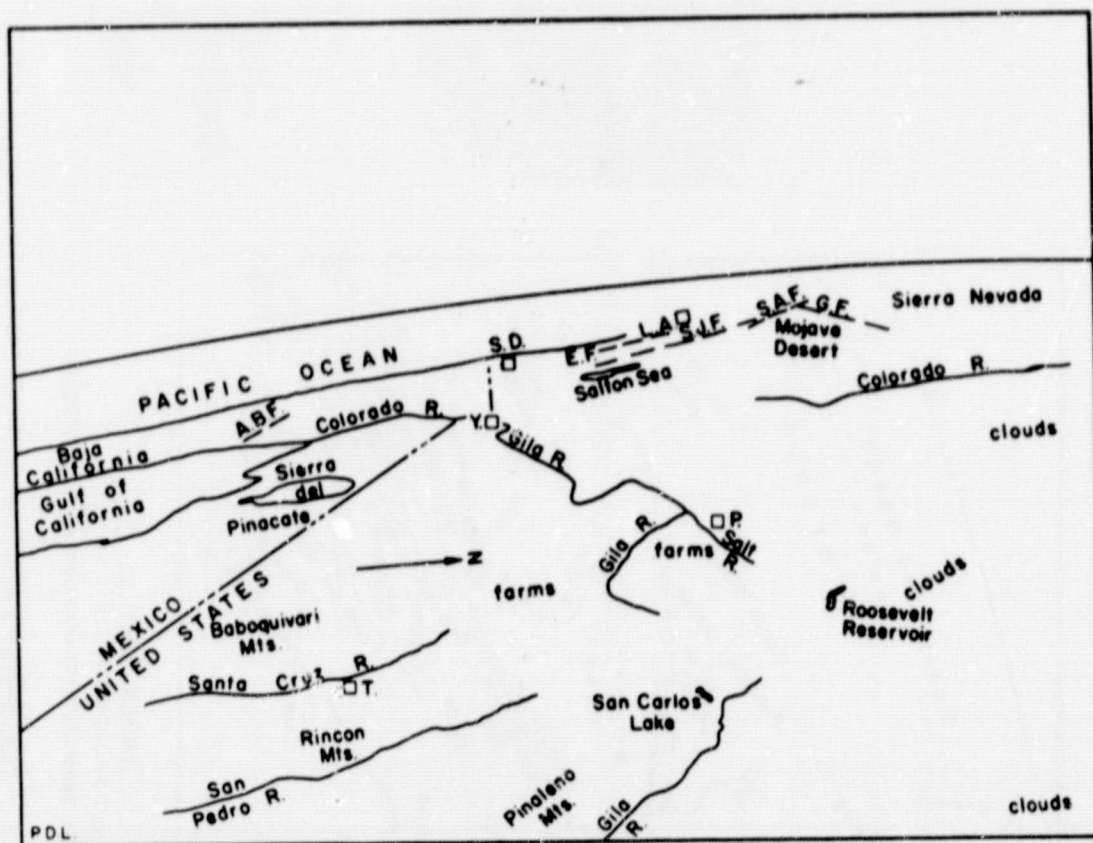 Sierra Nevada
S.A.F.
G.F.
Mojave
Desert
L.A.
S.J.F.
S.D.
E.F.
Salton Sea
PACIFIC OCEAN
Colorado R.
A.B.F.
Colorado R.
Y.
clouds
Baja
California
Gila R.
Gulf of
California
Sierra
del
Pinacate
P.
Salt
R.
Gila R.
farms
N
farms
clouds
Roosevelt
Reservoir
MEXICO
UNITED STATES
Baboquivari
Mts.
Santa Cruz R.
T.
San Carlos
Lake
Rincon
Mts.
San
Pedro R.
Pinaleno
Mts.
Gila
R.
clouds
PDL.